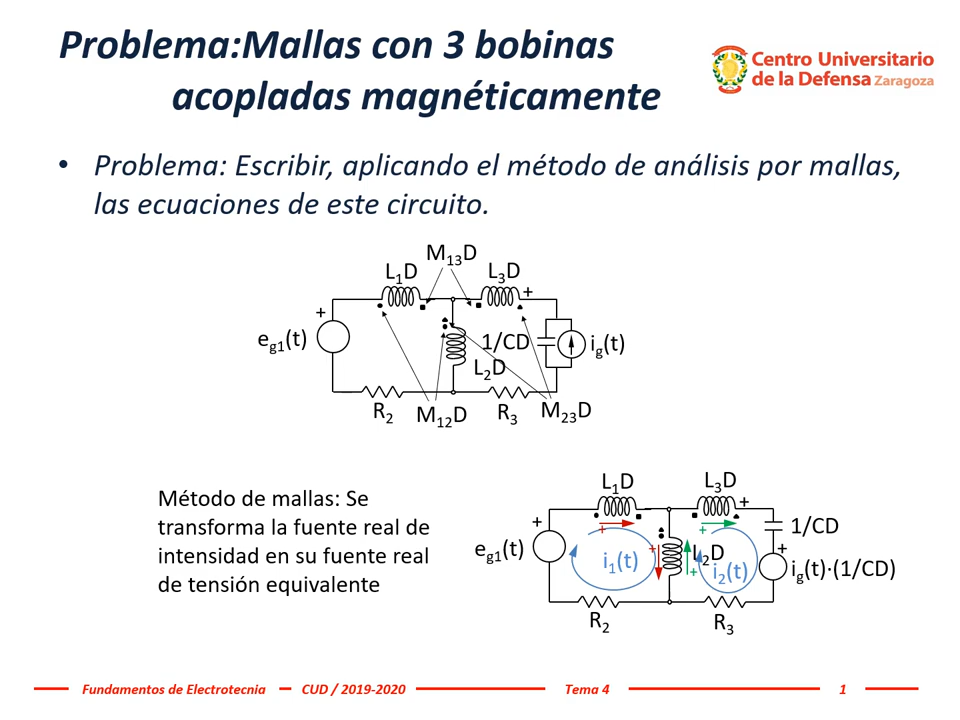 Problema:Mallas con 3 bobinas
acopladas magnéticamente
Centro Universitario
de la Defensa Zaragoza
• Problema: Escribir, aplicando el método de análisis por mallas,
las ecuaciones de este circuito.
M₁₃D
L₁D L₃D
+ +
e_g1(t) 1/CD i_g(t)
L₂D
R₂ M₁₂D R₃ M₂₃D
Método de mallas: Se
transforma la fuente real de
intensidad en su fuente real
de tensión equivalente
L₁D L₃D
+ + + +
1/CD
e_g1(t) i₁(t) + L₂D +
+ i₂(t) i_g(t)·(1/CD)
R₂ R₃
Fundamentos de Electrotecnia CUD / 2019-2020 Tema 4 1